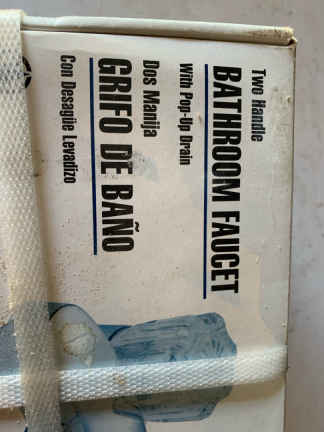 Two Handle
BATHROOM FAUCET
With Pop-Up Drain
Dos Manija
GRIFO DE BAÑO
Con Desagüe Levadizo